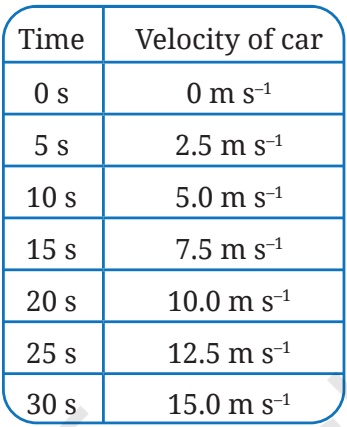 Time Velocity of car
0 s 0 m s⁻¹
5 s 2.5 m s⁻¹
10 s 5.0 m s⁻¹
15 s 7.5 m s⁻¹
20 s 10.0 m s⁻¹
25 s 12.5 m s⁻¹
30 s 15.0 m s⁻¹